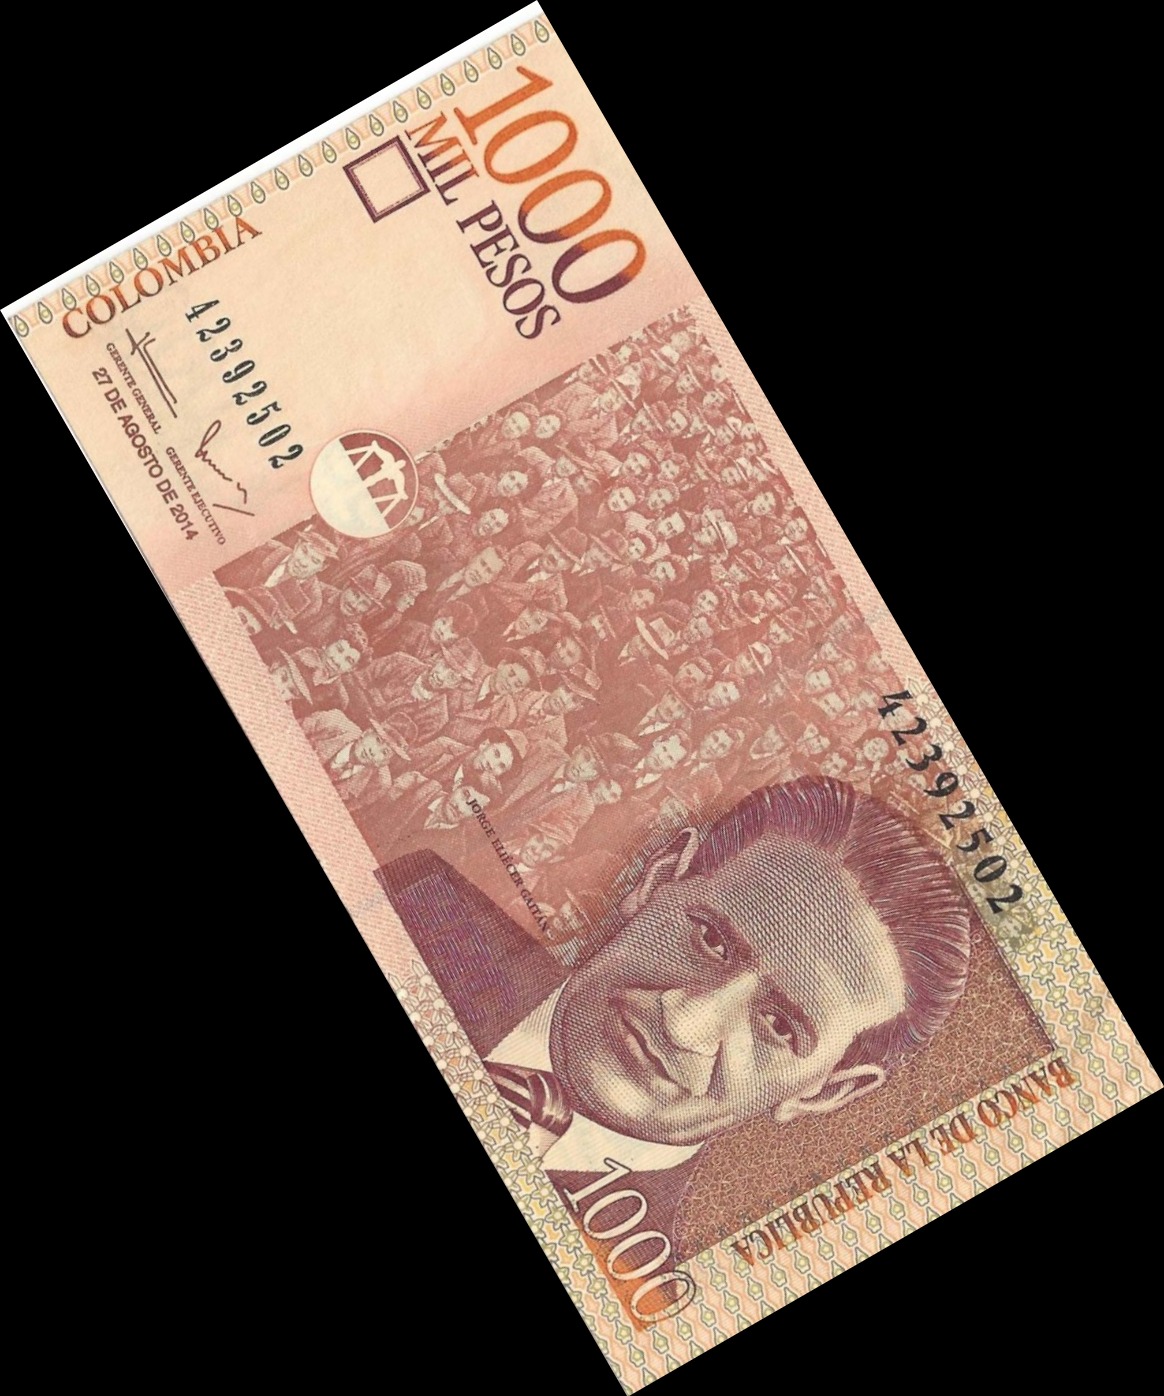 1000
MIL PESOS
COLOMBIA
42392502
GERENTE GENERAL
GERENTE EJECUTIVO
27 DE AGOSTO DE 2014
42392502
JORGE ELIÉCER GAITÁN
BANCO DE LA REPUBLICA
1000